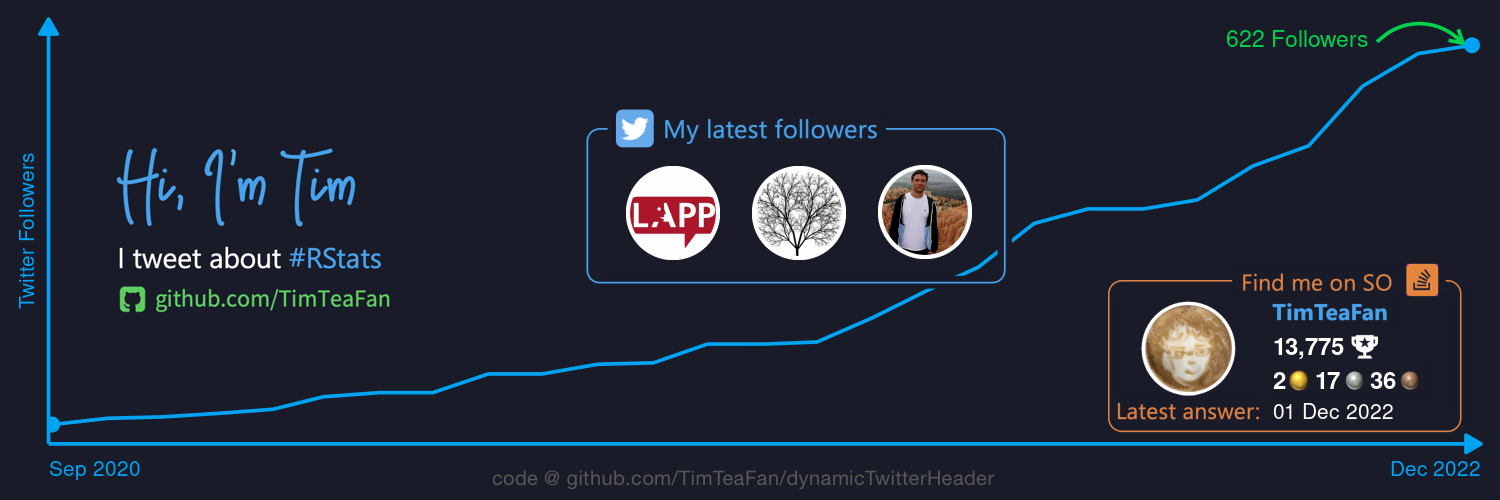 622 Followers
My latest followers
Hi, I'm Tim
LAPP
Twitter Followers
I tweet about #RStats
github.com/TimTeaFan
Find me on SO
TimTeaFan
13,775
2 17 36
Latest answer: 01 Dec 2022
Sep 2020
Dec 2022
code @ github.com/TimTeaFan/dynamicTwitterHeader